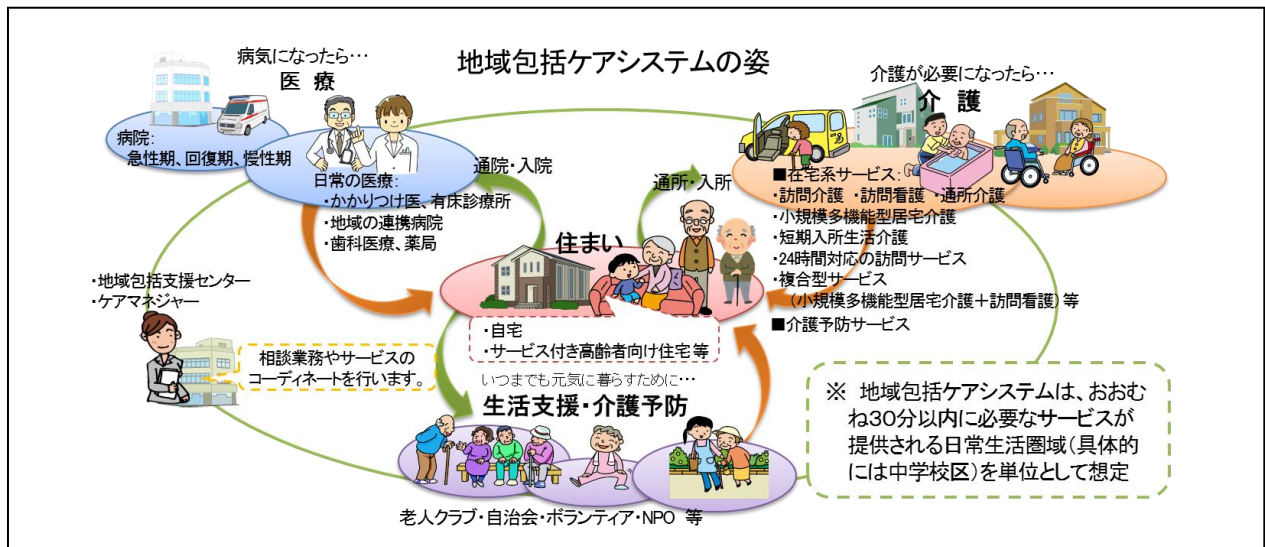 地域包括ケアシステムの姿
病気になったら…
医 療
病院:
急性期、回復期、慢性期
日常の医療:
・かかりつけ医、有床診療所
・地域の連携病院
・歯科医療、薬局
通院・入院
通所・入所
介護が必要になったら…
介 護
■在宅系サービス:
・訪問介護 ・訪問看護 ・通所介護
・小規模多機能型居宅介護
・短期入所生活介護
・24時間対応の訪問サービス
・複合型サービス
(小規模多機能型居宅介護+訪問看護)等
■介護予防サービス
住まい
・自宅
・サービス付き高齢者向け住宅等
・地域包括支援センター
・ケアマネジャー
相談業務やサービスの
コーディネートを行います。
いつまでも元気に暮らすために…
生活支援・介護予防
老人クラブ・自治会・ボランティア・NPO 等
※ 地域包括ケアシステムは、おおむ
ね30分以内に必要なサービスが
提供される日常生活圏域(具体的
には中学校区)を単位として想定